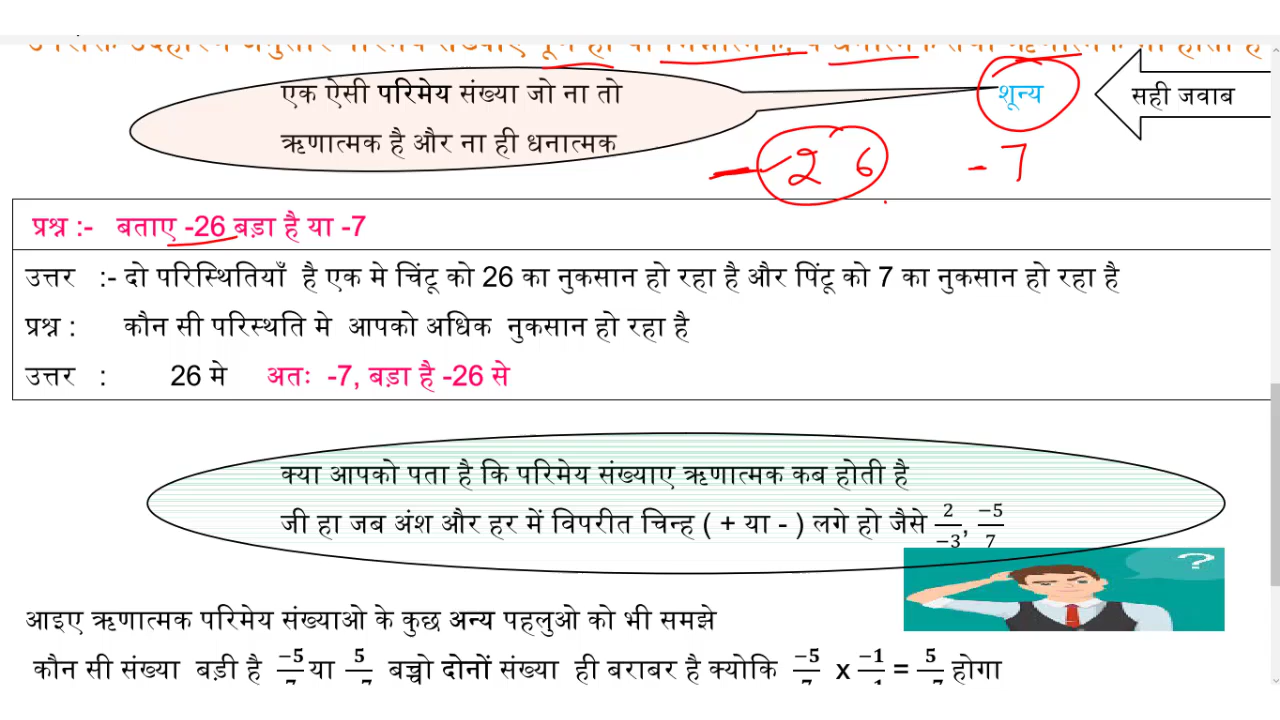 एक ऐसी परिमेय संख्या जो ना तो
ऋणात्मक है और ना ही धनात्मक
शून्य
सही जवाब
- 2 6 - 7
प्रश्न :- बताए -26 बड़ा है या -7
उत्तर :- दो परिस्थितियाँ है एक मे चिंटू को 26 का नुकसान हो रहा है और पिंटू को 7 का नुकसान हो रहा है
प्रश्न : कौन सी परिस्थति मे आपको अधिक नुकसान हो रहा है
उत्तर : 26 मे अतः -7, बड़ा है -26 से
क्या आपको पता है कि परिमेय संख्याए ऋणात्मक कब होती है
जी हा जब अंश और हर में विपरीत चिन्ह ( + या - ) लगे हो जैसे 2/−3, −5/7
?
आइए ऋणात्मक परिमेय संख्याओ के कुछ अन्य पहलुओ को भी समझे
कौन सी संख्या बड़ी है −5/7 या 5/−7 बच्चो दोनों संख्या ही बराबर है क्योकि −5/7 x −1/−1 = 5/−7 होगा